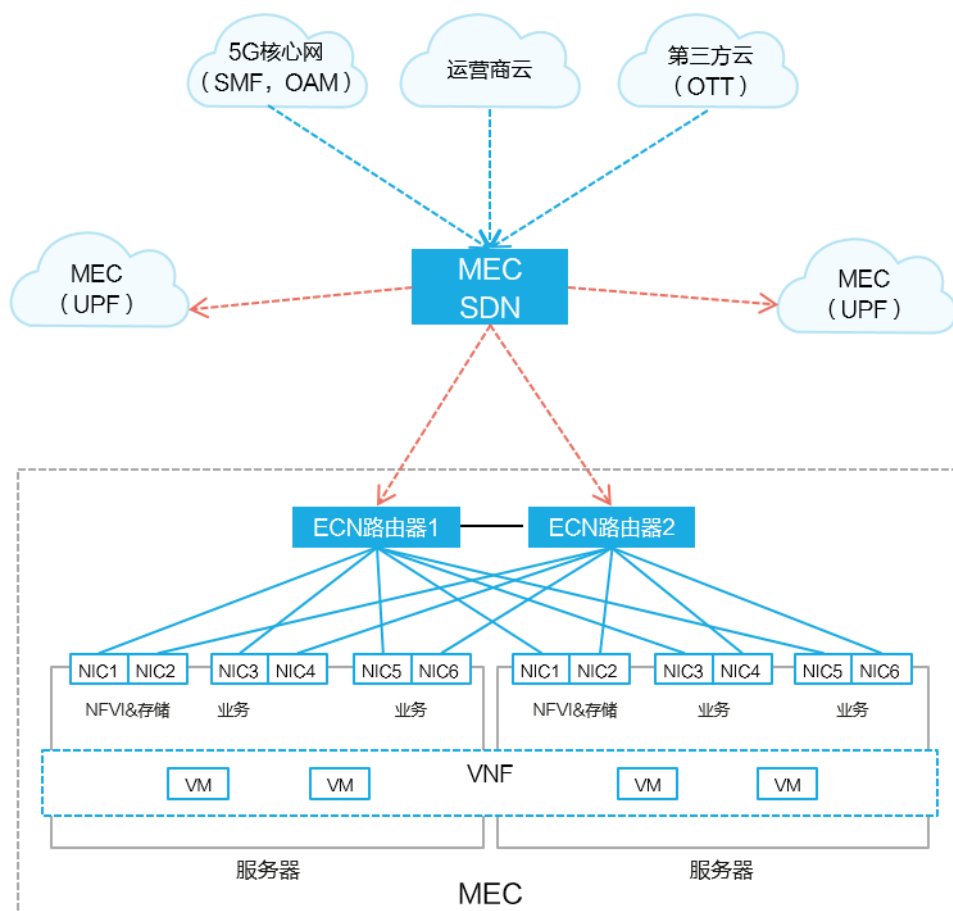 5G核心网
（SMF，OAM）
运营商云
第三方云
（OTT）
MEC
SDN
MEC
（UPF）
MEC
（UPF）
ECN路由器1
ECN路由器2
NIC1 NIC2 NIC3 NIC4 NIC5 NIC6
NIC1 NIC2 NIC3 NIC4 NIC5 NIC6
NFVI&存储 业务 业务
NFVI&存储 业务 业务
VNF
VM VM VM VM
服务器 服务器
MEC